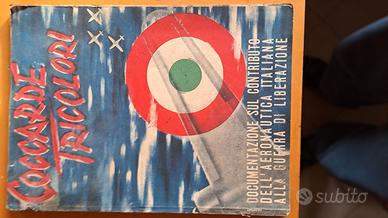 COCCARDE
TRICOLORI
DOCUMENTAZIONE SUL CONTRIBUTO
DELL'AERONAUTICA ITALIANA
ALLA GUERRA DI LIBERAZIONE
subito